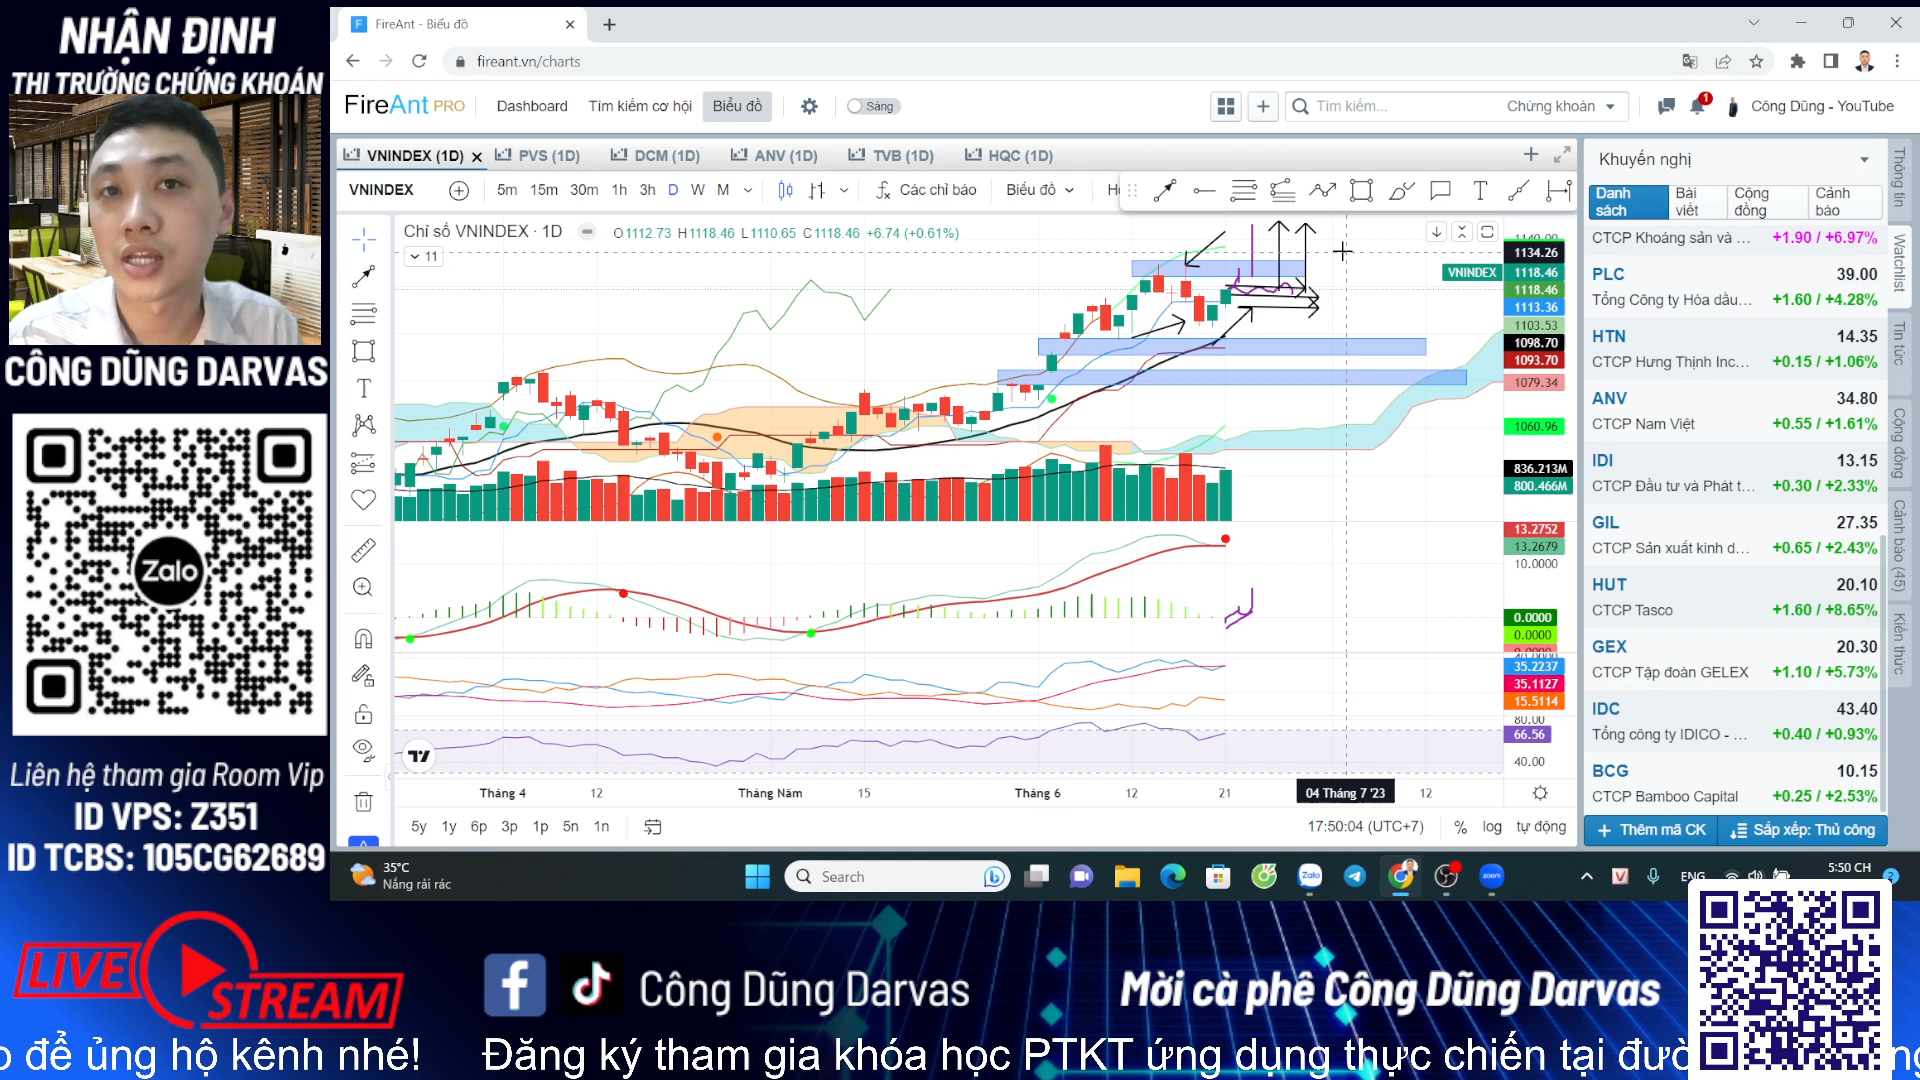 NHẬN ĐỊNH
THỊ TRƯỜNG CHỨNG KHOÁN
CÔNG DŨNG DARVAS
Zalo
Liên hệ tham gia Room Vip
ID VPS: Z351
ID TCBS: 105CG62689
FireAnt - Biểu đồ
fireant.vn/charts
FireAnt PRO
Dashboard
Tìm kiếm cơ hội
Biểu đồ
Sáng
Tìm kiếm...
Chứng khoán
1
Công Dũng - YouTube
VNINDEX (1D)
PVS (1D)
DCM (1D)
ANV (1D)
TVB (1D)
HQC (1D)
VNINDEX
5m 15m 30m 1h 3h D W M
Các chỉ báo
Biểu đồ
Chỉ số VNINDEX · 1D
O1112.73 H1118.46 L1110.65 C1118.46 +6.74 (+0.61%)
11
1140.00
1134.26
VNINDEX 1118.46
1118.46
1113.36
1103.53
1098.70
1093.70
1079.34
1060.96
836.213M
800.466M
13.2752
13.2679
10.0000
0.0000
0.0000
35.2237
35.1127
15.5114
80.00
66.56
40.00
Tháng 4 12 Tháng Năm 15 Tháng 6 12 21 04 Tháng 7 '23 12
5y 1y 6p 3p 1p 5n 1n
17:50:04 (UTC+7)
% log tự động
Khuyến nghị
Danh sách
Bài viết
Cộng đồng
Cảnh báo
CTCP Khoáng sản và ... +1.90 / +6.97%
PLC 39.00
Tổng Công ty Hóa dầu... +1.60 / +4.28%
HTN 14.35
CTCP Hưng Thịnh Inc... +0.15 / +1.06%
ANV 34.80
CTCP Nam Việt +0.55 / +1.61%
IDI 13.15
CTCP Đầu tư và Phát t... +0.30 / +2.33%
GIL 27.35
CTCP Sản xuất kinh d... +0.65 / +2.43%
HUT 20.10
CTCP Tasco +1.60 / +8.65%
GEX 20.30
CTCP Tập đoàn GELEX +1.10 / +5.73%
IDC 43.40
Tổng công ty IDICO - ... +0.40 / +0.93%
BCG 10.15
CTCP Bamboo Capital +0.25 / +2.53%
Thêm mã CK
Sắp xếp: Thủ công
Thông tin
Watchlist
Tin tức
Cộng đồng
Cảnh báo (45)
Kiến thức
35°C
Nắng rải rác
Search
Zalo
zoom
ENG
5:50 CH
2
LIVE STREAM
Công Dũng Darvas
Mời cà phê Công Dũng Darvas
để ủng hộ kênh nhé!
Đăng ký tham gia khóa học PTKT ứng dụng thực chiến tại